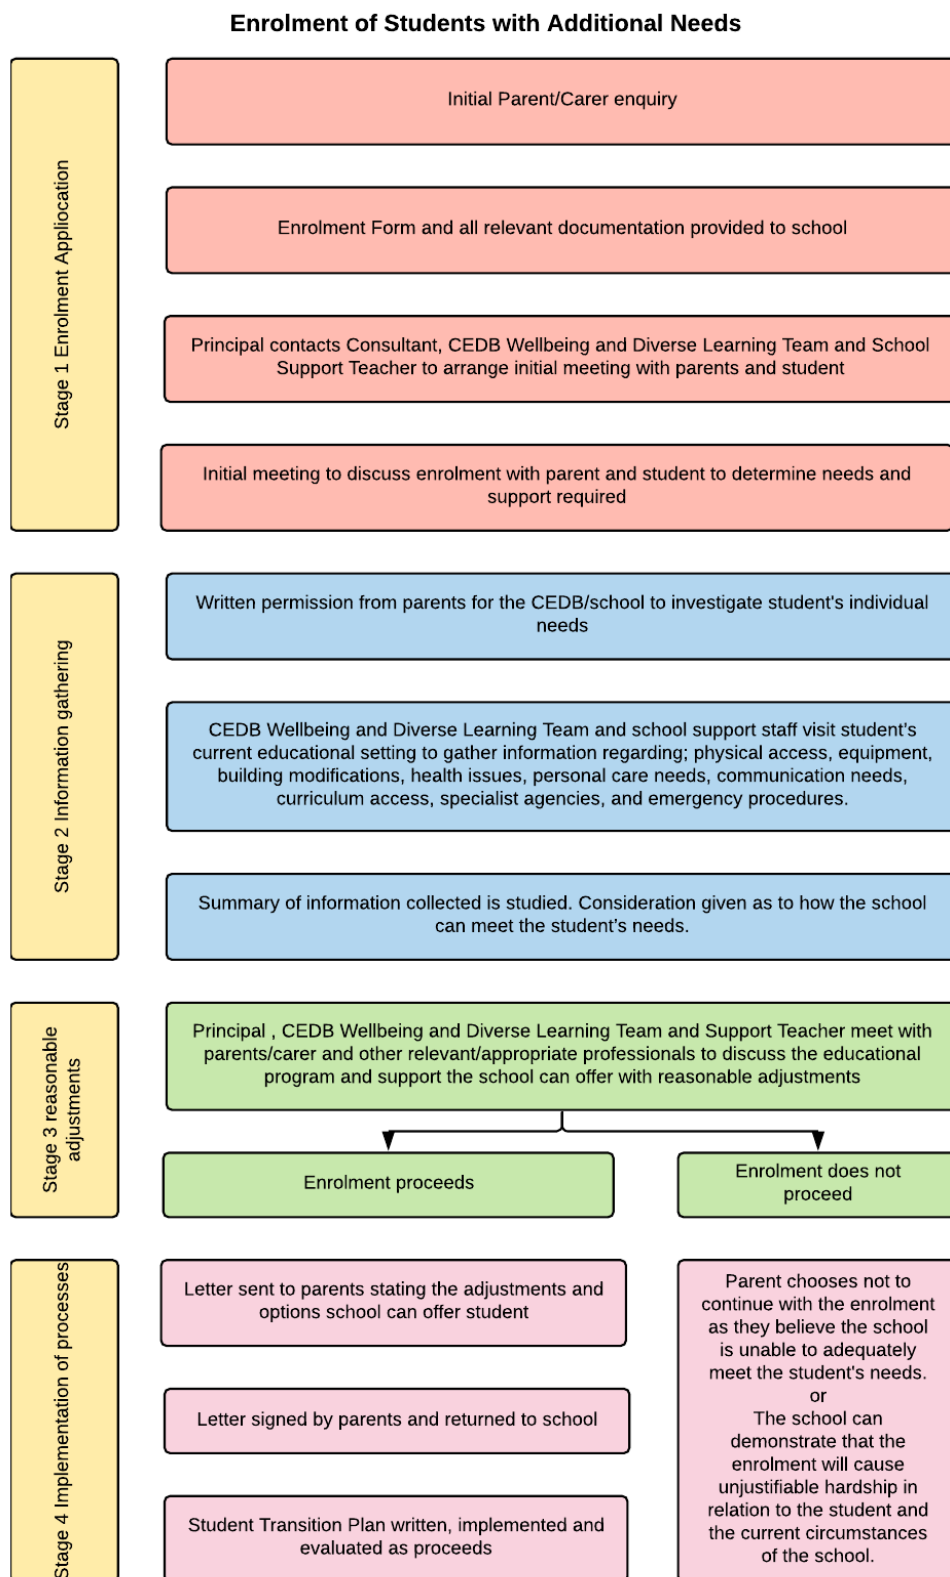 Enrolment of Students with Additional Needs
Stage 1 Enrolment Appliocation
Initial Parent/Carer enquiry
Enrolment Form and all relevant documentation provided to school
Principal contacts Consultant, CEDB Wellbeing and Diverse Learning Team and School
Support Teacher to arrange initial meeting with parents and student
Initial meeting to discuss enrolment with parent and student to determine needs and
support required
Stage 2 Information gathering
Written permission from parents for the CEDB/school to investigate student's individual
needs
CEDB Wellbeing and Diverse Learning Team and school support staff visit student's
current educational setting to gather information regarding; physical access, equipment,
building modifications, health issues, personal care needs, communication needs,
curriculum access, specialist agencies, and emergency procedures.
Summary of information collected is studied. Consideration given as to how the school
can meet the student's needs.
Stage 3 reasonable
adjustments
Principal , CEDB Wellbeing and Diverse Learning Team and Support Teacher meet with
parents/carer and other relevant/appropriate professionals to discuss the educational
program and support the school can offer with reasonable adjustments
Enrolment proceeds
Enrolment does not
proceed
Stage 4 Implementation of processes
Letter sent to parents stating the adjustments and
options school can offer student
Letter signed by parents and returned to school
Student Transition Plan written, implemented and
evaluated as proceeds
Parent chooses not to
continue with the enrolment
as they believe the school
is unable to adequately
meet the student's needs.
or
The school can
demonstrate that the
enrolment will cause
unjustifiable hardship in
relation to the student and
the current circumstances
of the school.